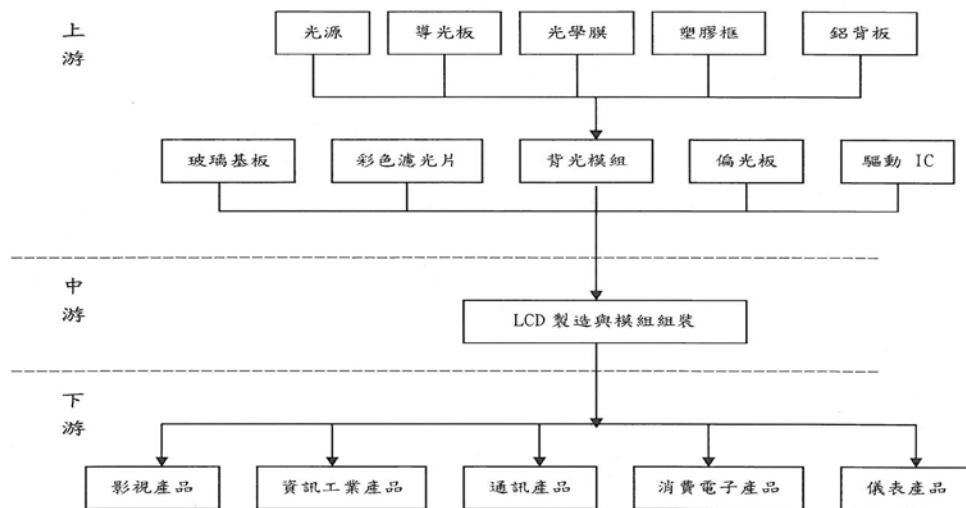 上游
光源
導光板
光學膜
塑膠框
鋁背板
玻璃基板
彩色濾光片
背光模組
偏光板
驅動 IC
中游
LCD 製造與模組組裝
下游
影視產品
資訊工業產品
通訊產品
消費電子產品
儀表產品